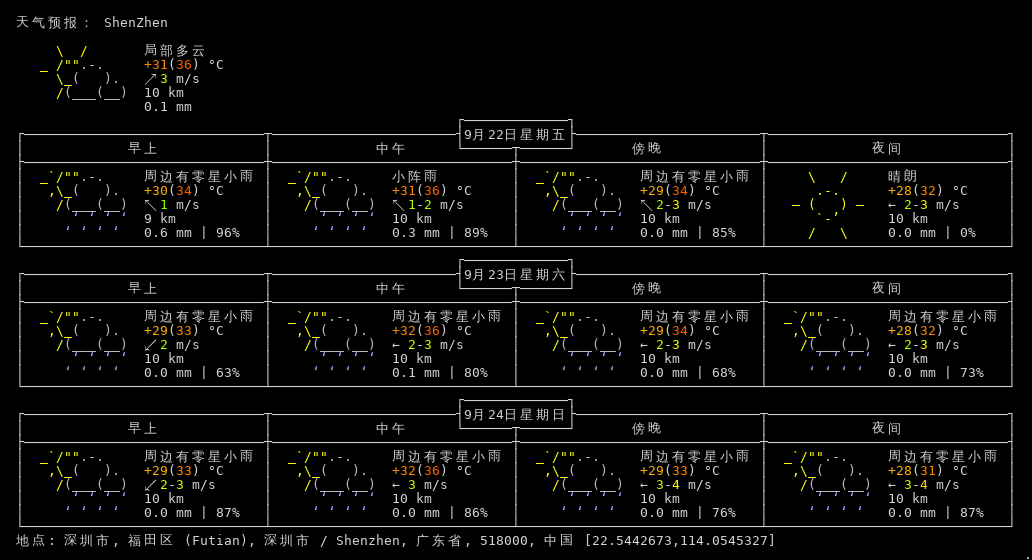 天气预报： ShenZhen
局部多云
+31(36) °C
↗3 m/s
10 km
0.1 mm
9月22日星期五
早上 中午 傍晚 夜间
周边有零星小雨 小阵雨 周边有零星小雨 晴朗
+30(34) °C +31(36) °C +29(34) °C +28(32) °C
↖1 m/s ↖1-2 m/s ↖2-3 m/s ← 2-3 m/s
9 km 10 km 10 km 10 km
0.6 mm | 96% 0.3 mm | 89% 0.0 mm | 85% 0.0 mm | 0%
9月23日星期六
早上 中午 傍晚 夜间
周边有零星小雨 周边有零星小雨 周边有零星小雨 周边有零星小雨
+29(33) °C +32(36) °C +29(34) °C +28(32) °C
↙2 m/s ← 2-3 m/s ← 2-3 m/s ← 2-3 m/s
10 km 10 km 10 km 10 km
0.0 mm | 63% 0.1 mm | 80% 0.0 mm | 68% 0.0 mm | 73%
9月24日星期日
早上 中午 傍晚 夜间
周边有零星小雨 周边有零星小雨 周边有零星小雨 周边有零星小雨
+29(33) °C +32(36) °C +29(33) °C +28(31) °C
↙2-3 m/s ← 3 m/s ← 3-4 m/s ← 3-4 m/s
10 km 10 km 10 km 10 km
0.0 mm | 87% 0.0 mm | 86% 0.0 mm | 76% 0.0 mm | 87%
地点: 深圳市, 福田区 (Futian), 深圳市 / Shenzhen, 广东省, 518000, 中国 [22.5442673,114.0545327]